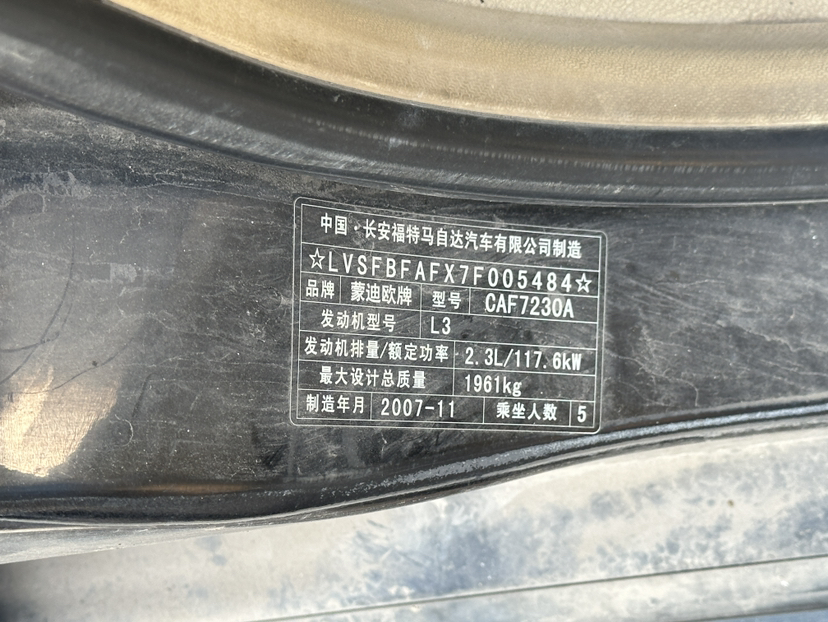 中国·长安福特马自达汽车有限公司制造
☆LVSFBFAFX7F005484☆
品牌 蒙迪欧牌 型号 CAF7230A
发动机型号 L3
发动机排量/额定功率 2.3L/117.6kW
最大设计总质量 1961kg
制造年月 2007-11 乘坐人数 5